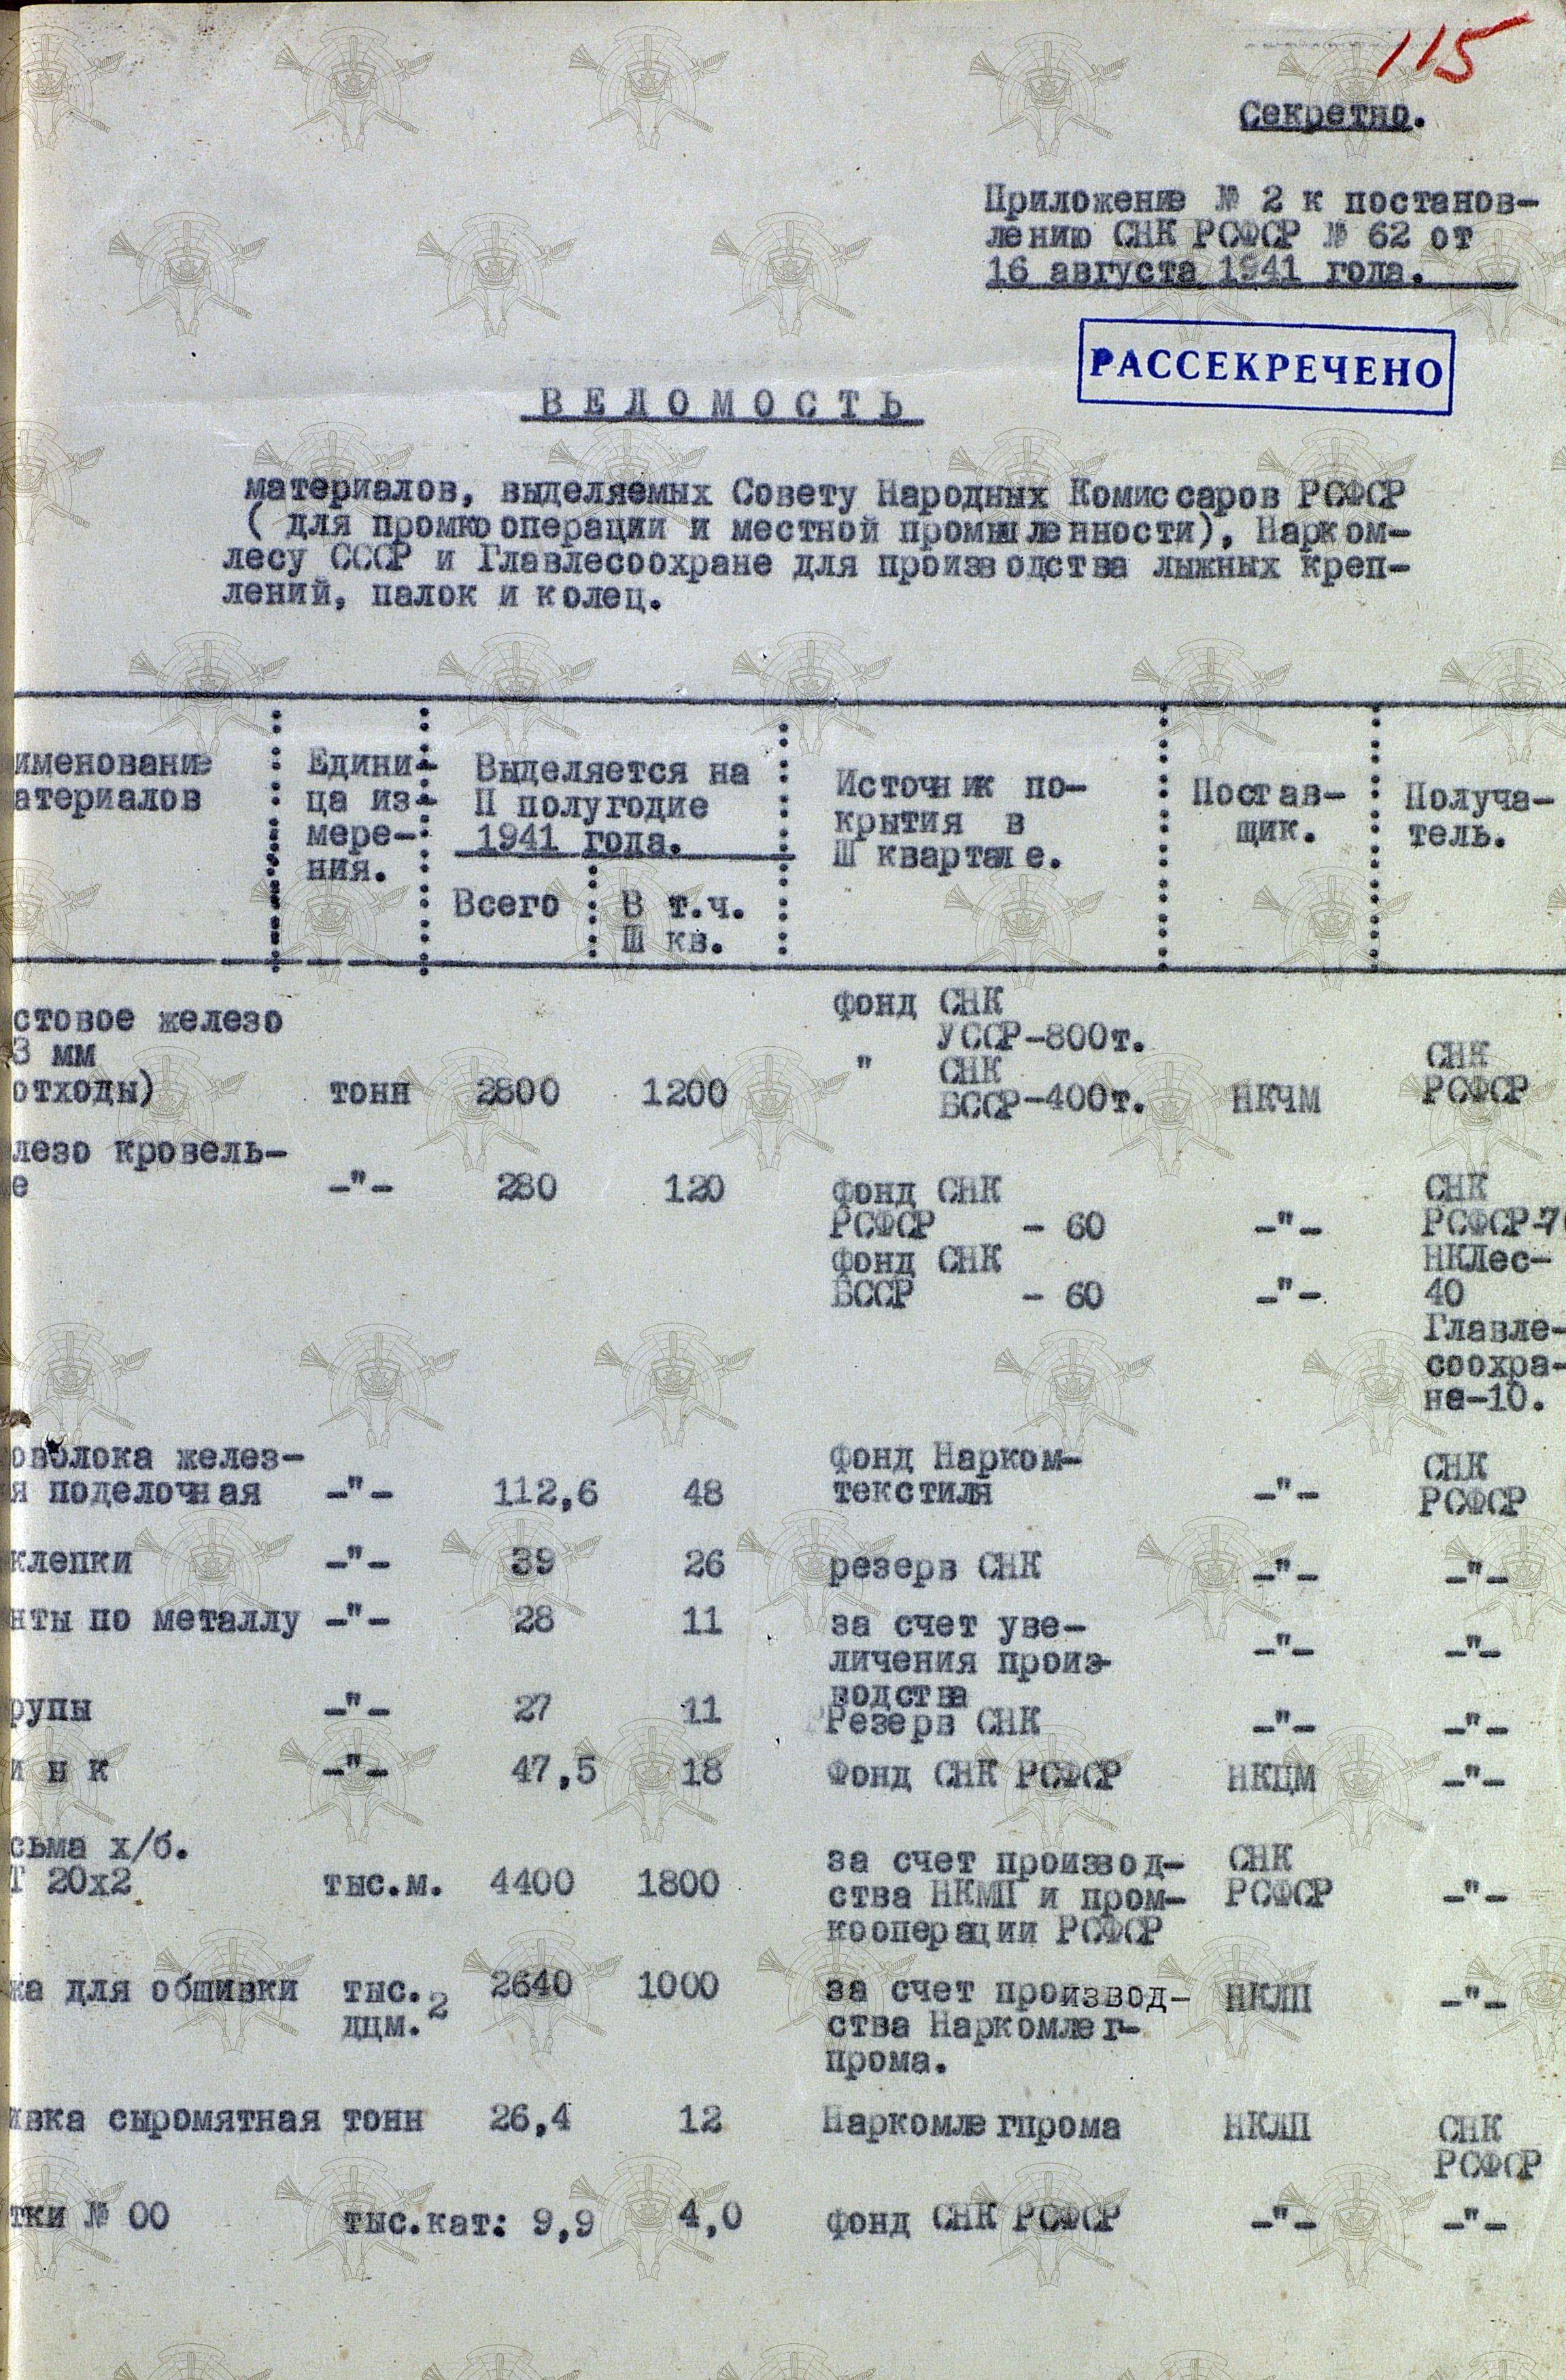 115
Секретно.
Приложение № 2 к постанов-
лению СНК РСФСР № 62 от
16 августа 1941 года.
РАССЕКРЕЧЕНО
ВЕДОМОСТЬ
материалов, выделяемых Совету Народных Комиссаров РСФСР
( для промкооперации и местной промышленности), Нарком-
лесу СССР и Главлесоохране для производства лыжных креп-
лений, палок и колец.
именование
атериалов
Едини-
ца из-
мере-
ния.
Выделяется на
II полугодие
1941 года.
Всего
В т.ч.
Ш кв.
Источник по-
крытия в
Ш квартале.
Постав-
щик.
Получа-
тель.
стовое железо
3 мм
отходы) тонн 2800 1200
фонд СНК
УССР-800т.
" СНК
БССР-400т. НКЧМ
СНК
РСФСР
лезо кровель-
е -"- 280 120
фонд СНК
РСФСР - 60 -"-
фонд СНК
БССР - 60 -"-
СНК
РСФСР-7
НКЛес-
40
Главле-
соохра-
не-10.
оволока желез-
я поделочная -"- 112,6 48
фонд Нарком-
текстиля -"-
СНК
РСФСР
клепки -"- 39 26 резерв СНК -"- -"-
нты по металлу -"- 28 11 за счет уве-
личения произ-
водства -"- -"-
рупы -"- 27 11 Резерв СНК -"- -"-
и н к -"- 47,5 18 Фонд СНК РСФСР НКЦМ -"-
сьма х/б.
Т 20х2 тыс.м. 4400 1800
за счет производ-
ства НКМП и пром-
кооперации РСФСР
СНК
РСФСР -"-
жа для обшивки тыс. 2640 1000
дцм.2
за счет производ-
ства Наркомлег-
прома.
НКЛП -"-
ивка сыромятная тонн 26,4 12 Наркомлегпрома НКЛП СНК
РСФСР
тки № 00 тыс.кат: 9,9 4,0 фонд СНК РСФСР -"- -"-